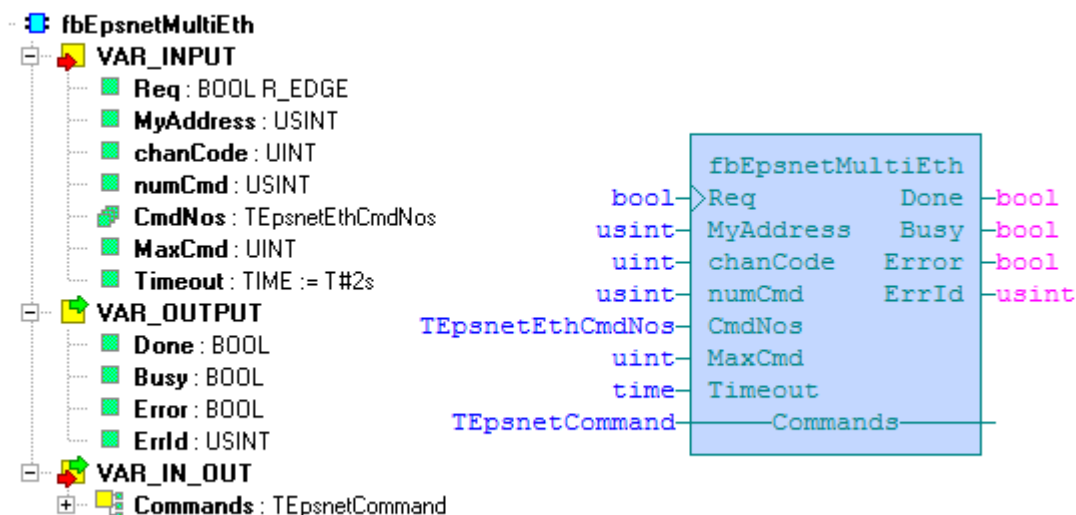 fbEpsnetMultiEth
VAR_INPUT
Req : BOOL R_EDGE
MyAddress : USINT
chanCode : UINT
numCmd : USINT
CmdNos : TEpsnetEthCmdNos
MaxCmd : UINT
Timeout : TIME := T#2s
VAR_OUTPUT
Done : BOOL
Busy : BOOL
Error : BOOL
ErrId : USINT
VAR_IN_OUT
Commands : TEpsnetCommand
fbEpsnetMultiEth
bool Req Done bool
usint MyAddress Busy bool
uint chanCode Error bool
usint numCmd ErrId usint
TEpsnetEthCmdNos CmdNos
uint MaxCmd
time Timeout
TEpsnetCommand Commands